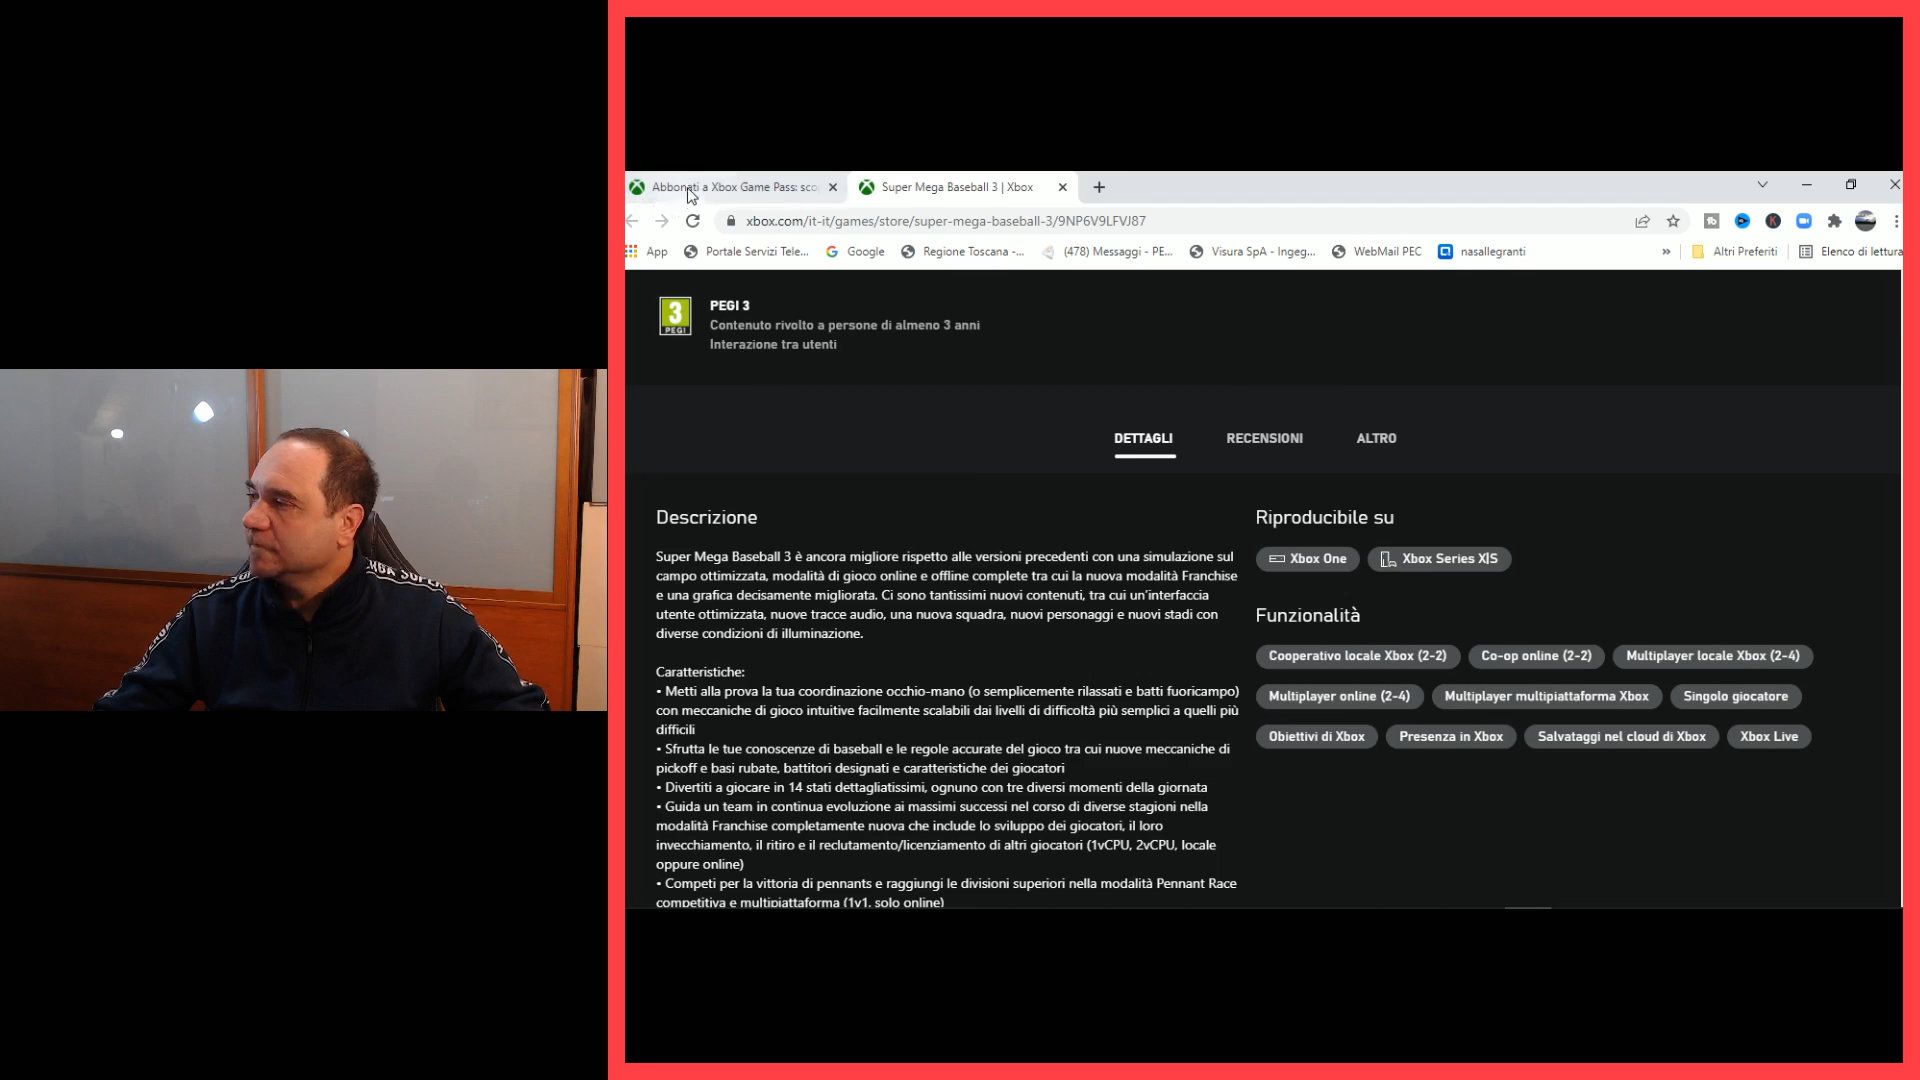 Abbonati a Xbox Game Pass: sco
Super Mega Baseball 3 | Xbox
xbox.com/it-it/games/store/super-mega-baseball-3/9NP6V9LFVJ87
App
Portale Servizi Tele...
Google
Regione Toscana -...
(478) Messaggi - PE...
Visura SpA - Ingeg...
WebMail PEC
nasallegranti
»
Altri Preferiti
Elenco di lettura
3
PEGI
PEGI 3
Contenuto rivolto a persone di almeno 3 anni
Interazione tra utenti
DETTAGLI
RECENSIONI
ALTRO
Descrizione
Super Mega Baseball 3 è ancora migliore rispetto alle versioni precedenti con una simulazione sul
campo ottimizzata, modalità di gioco online e offline complete tra cui la nuova modalità Franchise
e una grafica decisamente migliorata. Ci sono tantissimi nuovi contenuti, tra cui un'interfaccia
utente ottimizzata, nuove tracce audio, una nuova squadra, nuovi personaggi e nuovi stadi con
diverse condizioni di illuminazione.
Caratteristiche:
• Metti alla prova la tua coordinazione occhio-mano (o semplicemente rilassati e batti fuoricampo)
con meccaniche di gioco intuitive facilmente scalabili dai livelli di difficoltà più semplici a quelli più
difficili
• Sfrutta le tue conoscenze di baseball e le regole accurate del gioco tra cui nuove meccaniche di
pickoff e basi rubate, battitori designati e caratteristiche dei giocatori
• Divertiti a giocare in 14 stati dettagliatissimi, ognuno con tre diversi momenti della giornata
• Guida un team in continua evoluzione ai massimi successi nel corso di diverse stagioni nella
modalità Franchise completamente nuova che include lo sviluppo dei giocatori, il loro
invecchiamento, il ritiro e il reclutamento/licenziamento di altri giocatori (1vCPU, 2vCPU, locale
oppure online)
• Competi per la vittoria di pennants e raggiungi le divisioni superiori nella modalità Pennant Race
competitiva e multipiattaforma (1v1, solo online)
Riproducibile su
Xbox One
Xbox Series X|S
Funzionalità
Cooperativo locale Xbox (2-2)
Co-op online (2-2)
Multiplayer locale Xbox (2-4)
Multiplayer online (2-4)
Multiplayer multipiattaforma Xbox
Singolo giocatore
Obiettivi di Xbox
Presenza in Xbox
Salvataggi nel cloud di Xbox
Xbox Live